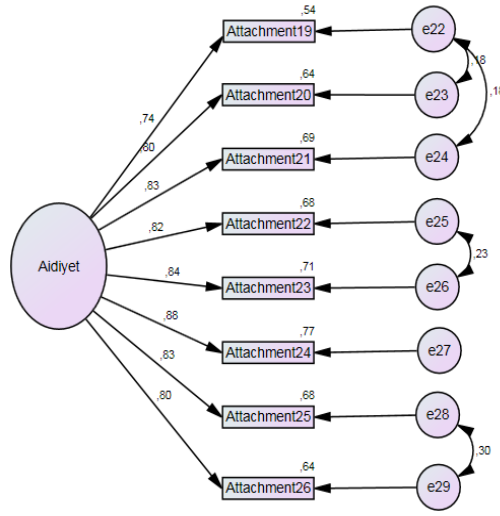 ,54
Attachment19
e22
,18
,74
,64
Attachment20
e23
,80
,18
,69
Attachment21
e24
,83
,68
Attachment22
e25
,82
,23
Aidiyet
,71
Attachment23
e26
,84
,88
,77
Attachment24
e27
,83
,68
Attachment25
e28
,80
,30
,64
Attachment26
e29